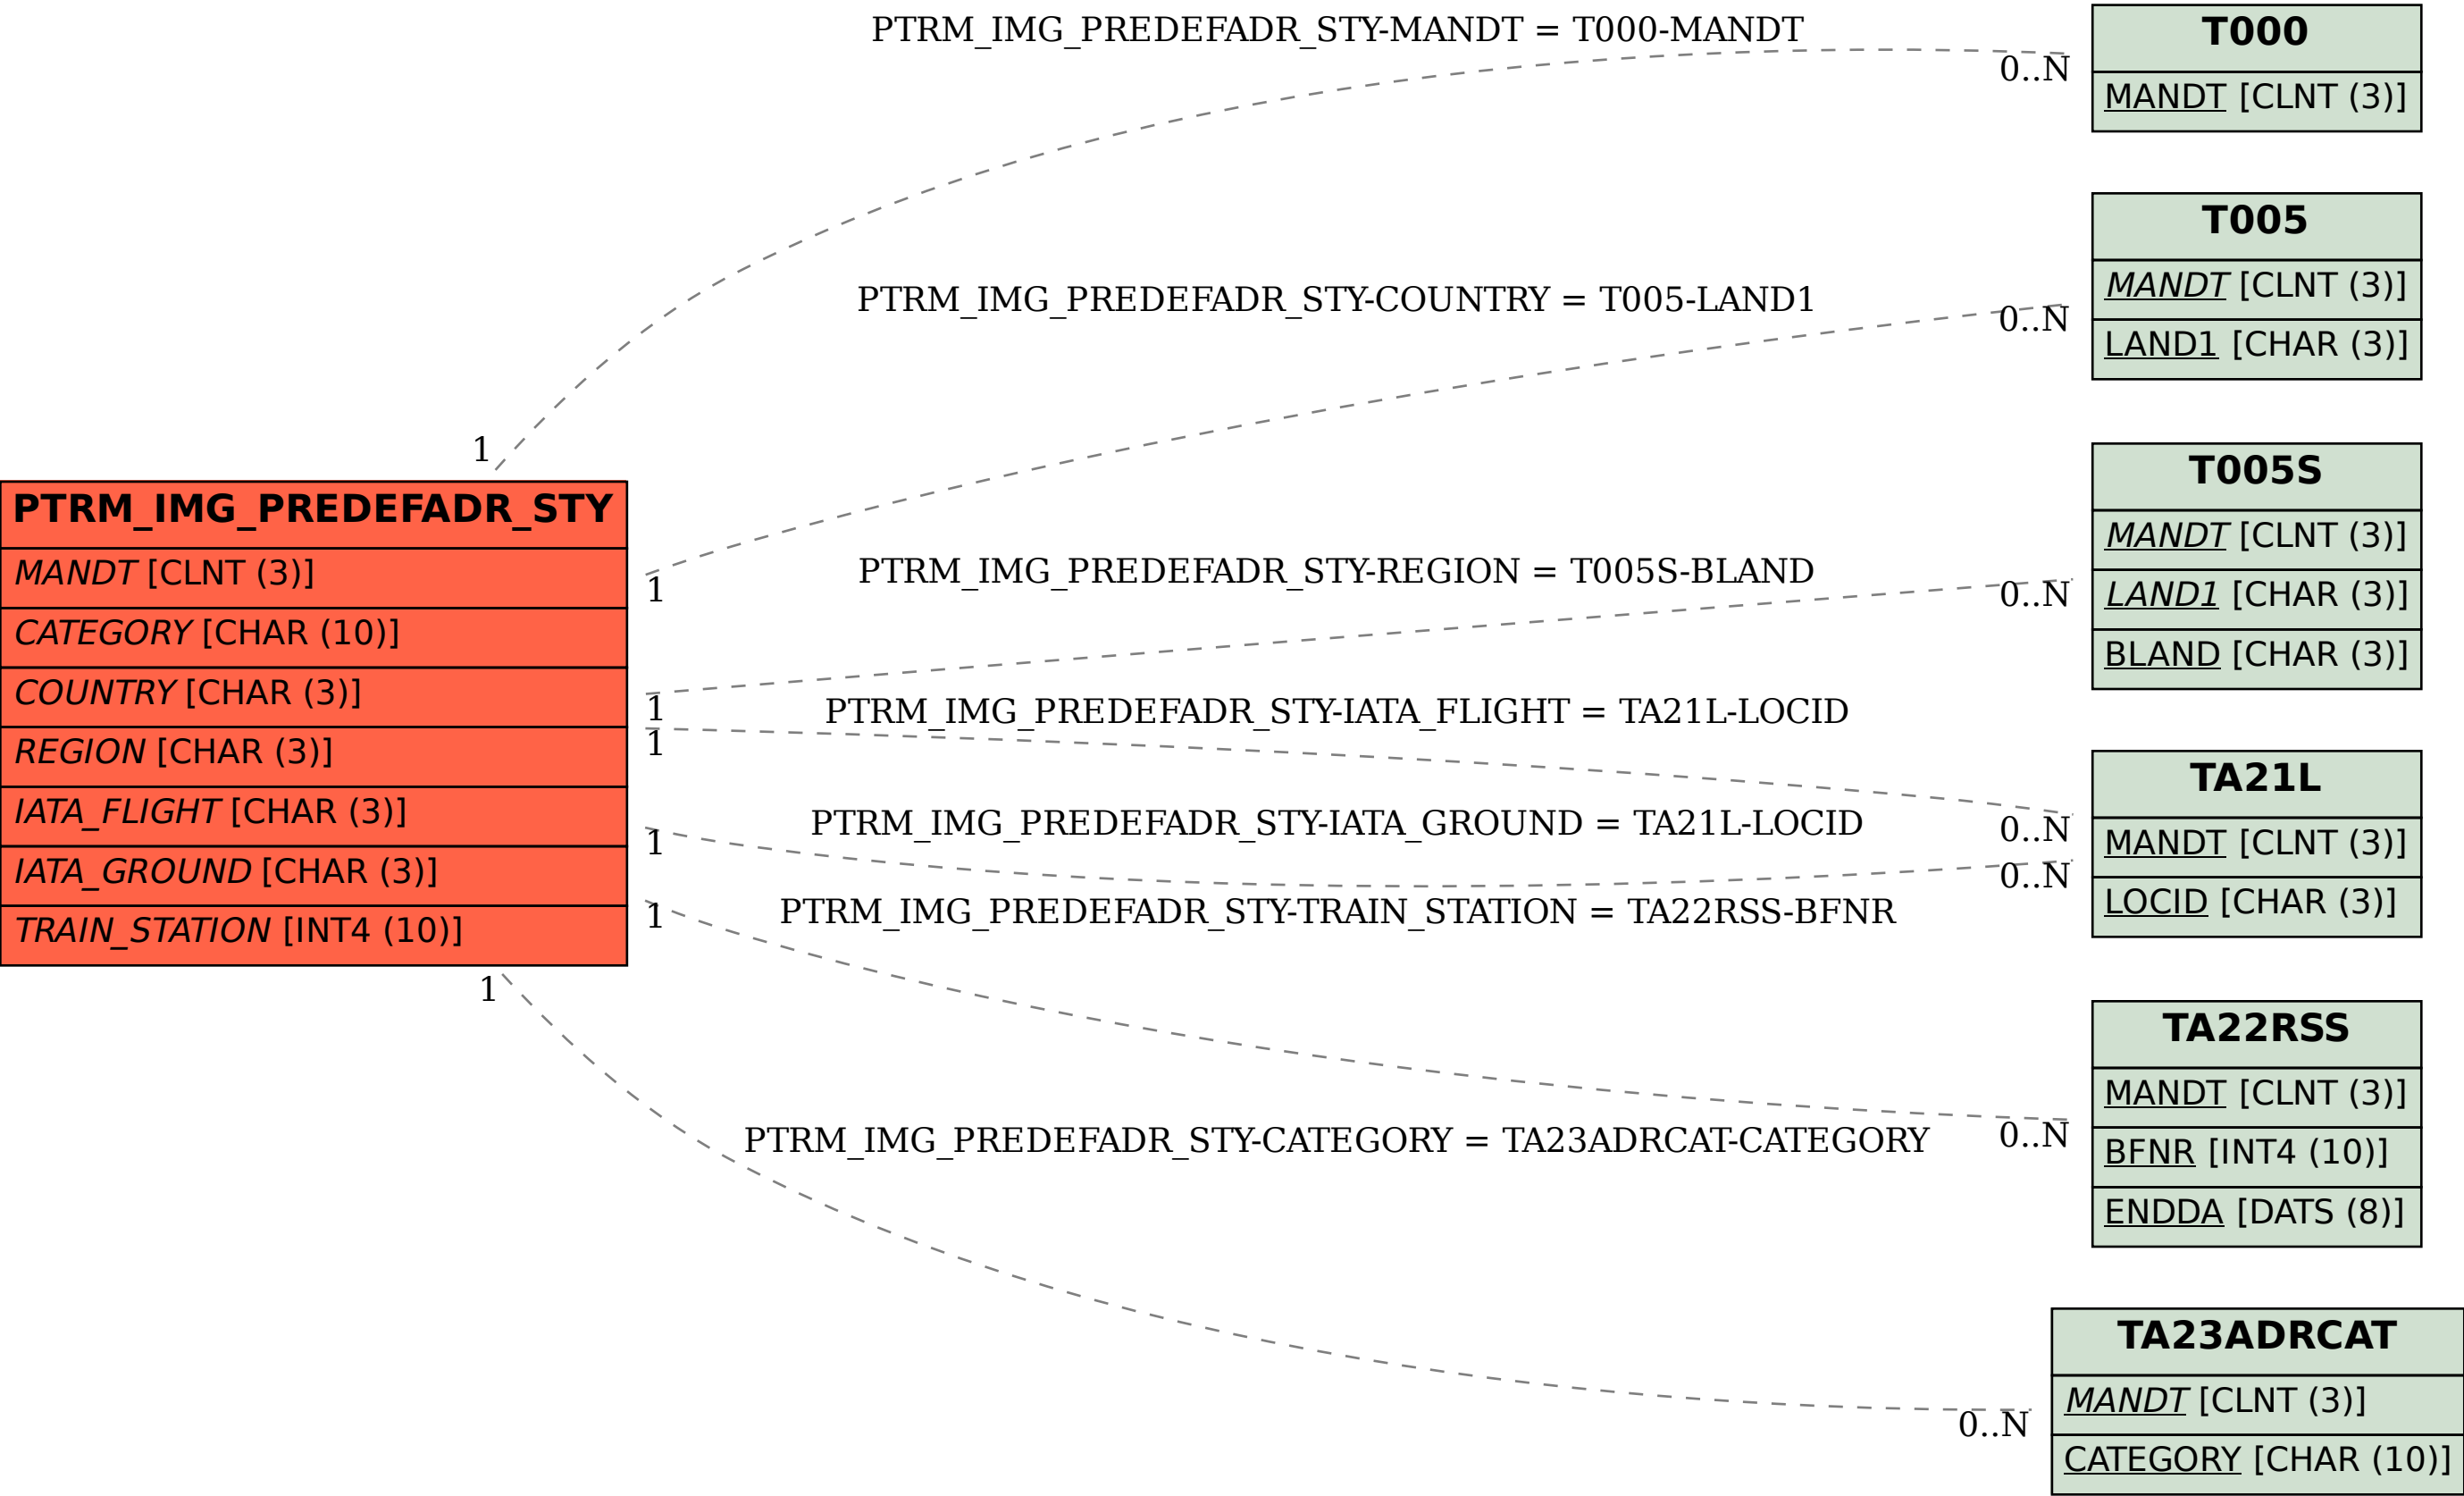 PTRM_IMG_PREDEFADR_STY-MANDT = T000-MANDT
0..N
1
T000
MANDT [CLNT (3)]
PTRM_IMG_PREDEFADR_STY-COUNTRY = T005-LAND1
0..N
1
T005
MANDT [CLNT (3)]
LAND1 [CHAR (3)]
PTRM_IMG_PREDEFADR_STY
MANDT [CLNT (3)]
CATEGORY [CHAR (10)]
COUNTRY [CHAR (3)]
REGION [CHAR (3)]
IATA_FLIGHT [CHAR (3)]
IATA_GROUND [CHAR (3)]
TRAIN_STATION [INT4 (10)]
PTRM_IMG_PREDEFADR_STY-REGION = T005S-BLAND
0..N
1
T005S
MANDT [CLNT (3)]
LAND1 [CHAR (3)]
BLAND [CHAR (3)]
PTRM_IMG_PREDEFADR_STY-IATA_FLIGHT = TA21L-LOCID
1
0..N
PTRM_IMG_PREDEFADR_STY-IATA_GROUND = TA21L-LOCID
1
0..N
TA21L
MANDT [CLNT (3)]
LOCID [CHAR (3)]
PTRM_IMG_PREDEFADR_STY-TRAIN_STATION = TA22RSS-BFNR
1
0..N
TA22RSS
MANDT [CLNT (3)]
BFNR [INT4 (10)]
ENDDA [DATS (8)]
1
PTRM_IMG_PREDEFADR_STY-CATEGORY = TA23ADRCAT-CATEGORY
0..N
TA23ADRCAT
MANDT [CLNT (3)]
CATEGORY [CHAR (10)]